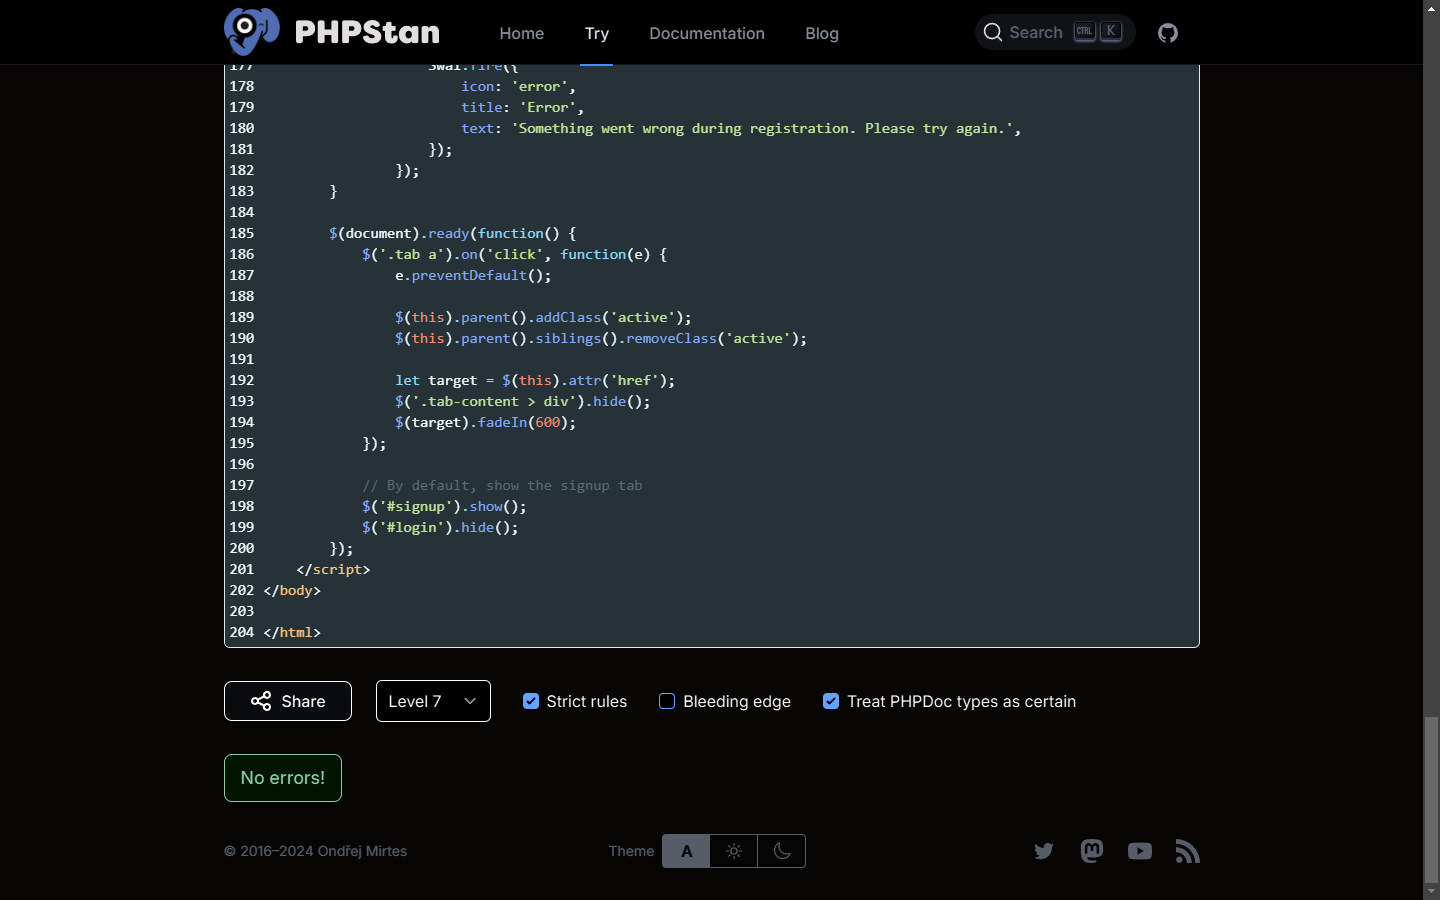 PHPStan Home Try Documentation Blog Search CTRL K
177 Swal.fire({
178 icon: 'error',
179 title: 'Error',
180 text: 'Something went wrong during registration. Please try again.',
181 });
182 });
183 }
184
185 $(document).ready(function() {
186 $('.tab a').on('click', function(e) {
187 e.preventDefault();
188
189 $(this).parent().addClass('active');
190 $(this).parent().siblings().removeClass('active');
191
192 let target = $(this).attr('href');
193 $('.tab-content > div').hide();
194 $(target).fadeIn(600);
195 });
196
197 // By default, show the signup tab
198 $('#signup').show();
199 $('#login').hide();
200 });
201 </script>
202 </body>
203
204 </html>
Share Level 7 Strict rules Bleeding edge Treat PHPDoc types as certain
No errors!
© 2016–2024 Ondřej Mirtes Theme A